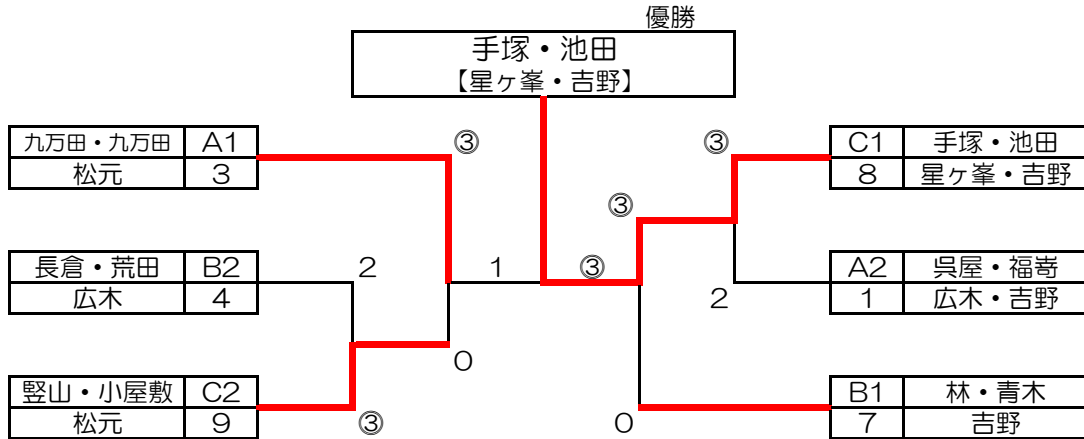 優勝
手塚・池田
【星ヶ峯・吉野】
九万田・九万田 A1
松元 3
③
③
C1 手塚・池田
8 星ヶ峯・吉野
③
長倉・荒田 B2
広木 4
2
1
③
2
A2 呉屋・福嵜
1 広木・吉野
0
竪山・小屋敷 C2
松元 9
③
0
B1 林・青木
7 吉野